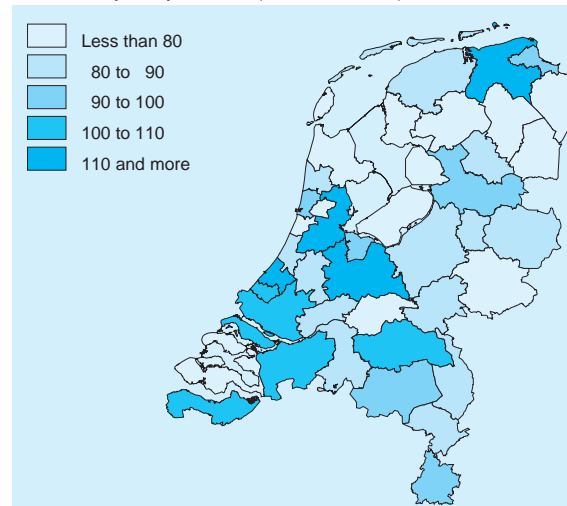 Less than 80
80 to 90
90 to 100
100 to 110
110 and more